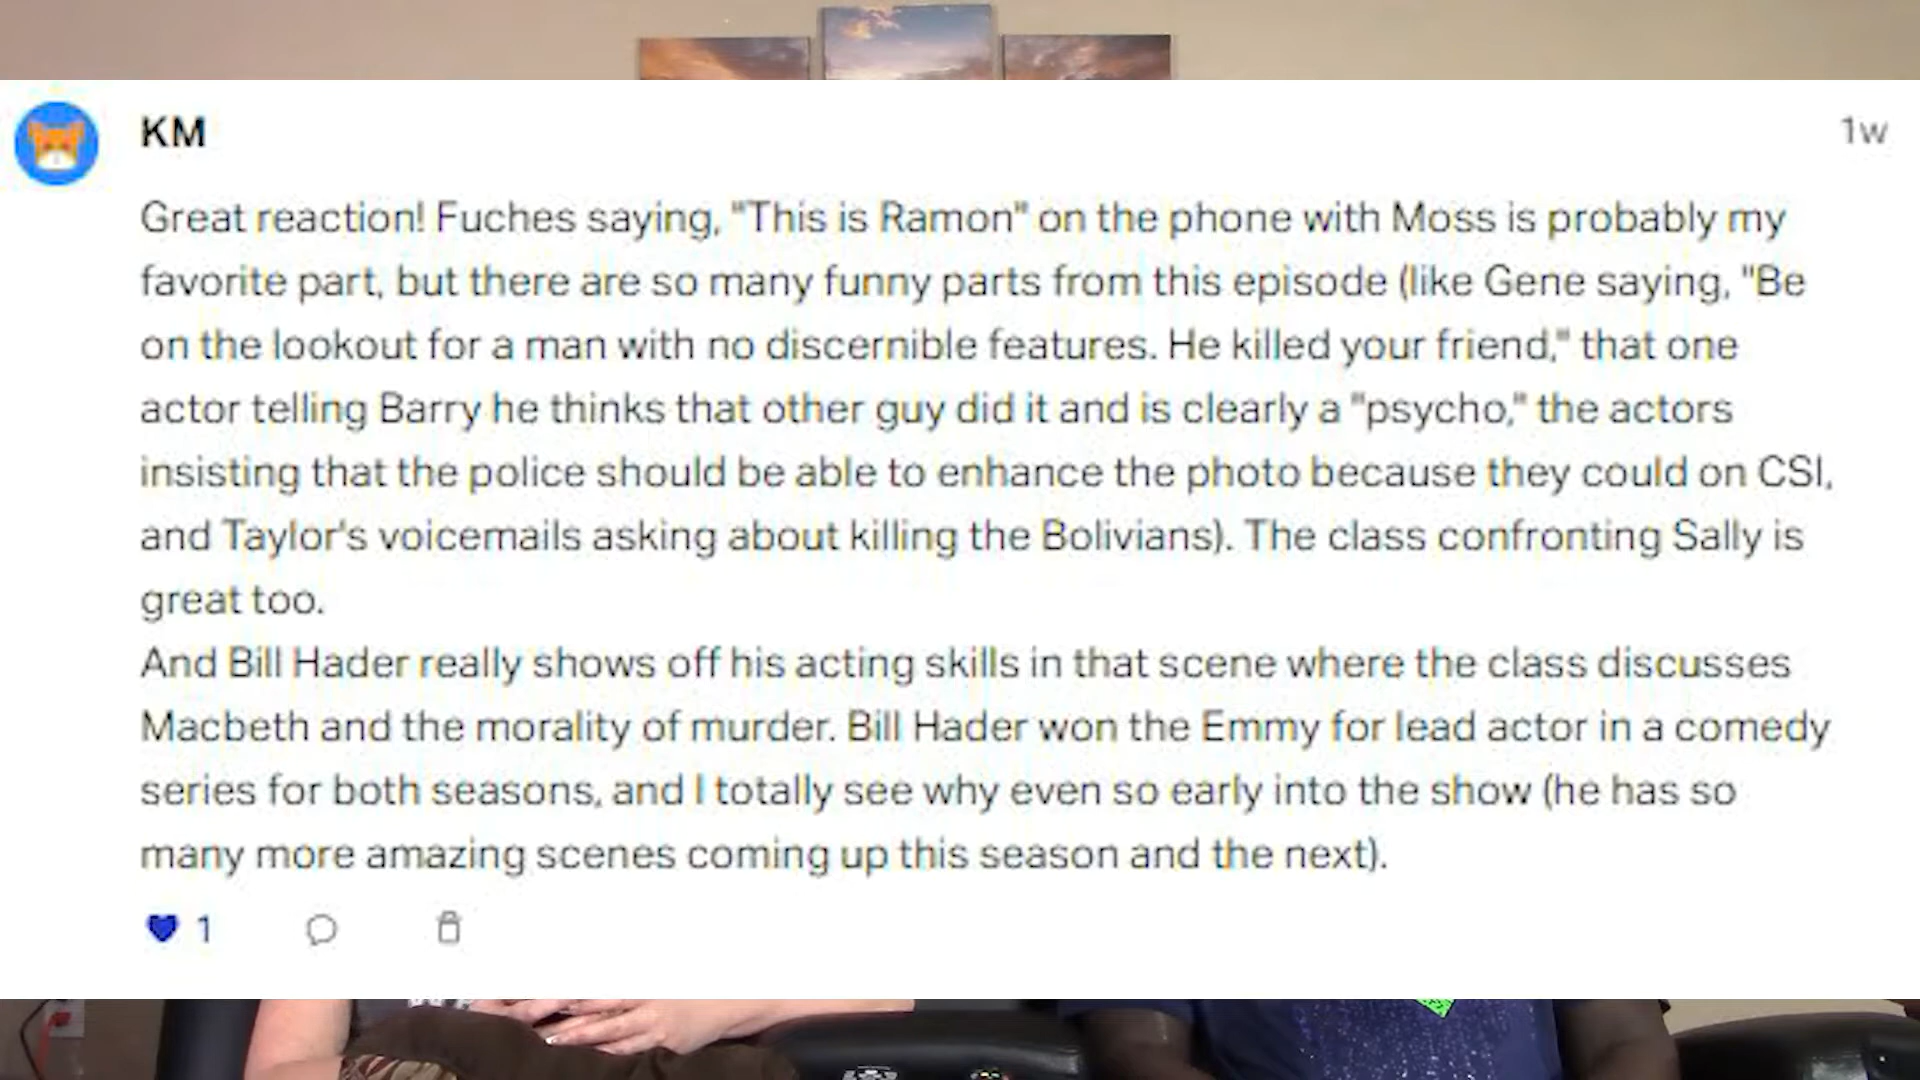 KM
1w
Great reaction! Fuches saying, "This is Ramon" on the phone with Moss is probably my
favorite part, but there are so many funny parts from this episode (like Gene saying, "Be
on the lookout for a man with no discernible features. He killed your friend," that one
actor telling Barry he thinks that other guy did it and is clearly a "psycho," the actors
insisting that the police should be able to enhance the photo because they could on CSI,
and Taylor's voicemails asking about killing the Bolivians). The class confronting Sally is
great too.
And Bill Hader really shows off his acting skills in that scene where the class discusses
Macbeth and the morality of murder. Bill Hader won the Emmy for lead actor in a comedy
series for both seasons, and I totally see why even so early into the show (he has so
many more amazing scenes coming up this season and the next).
1